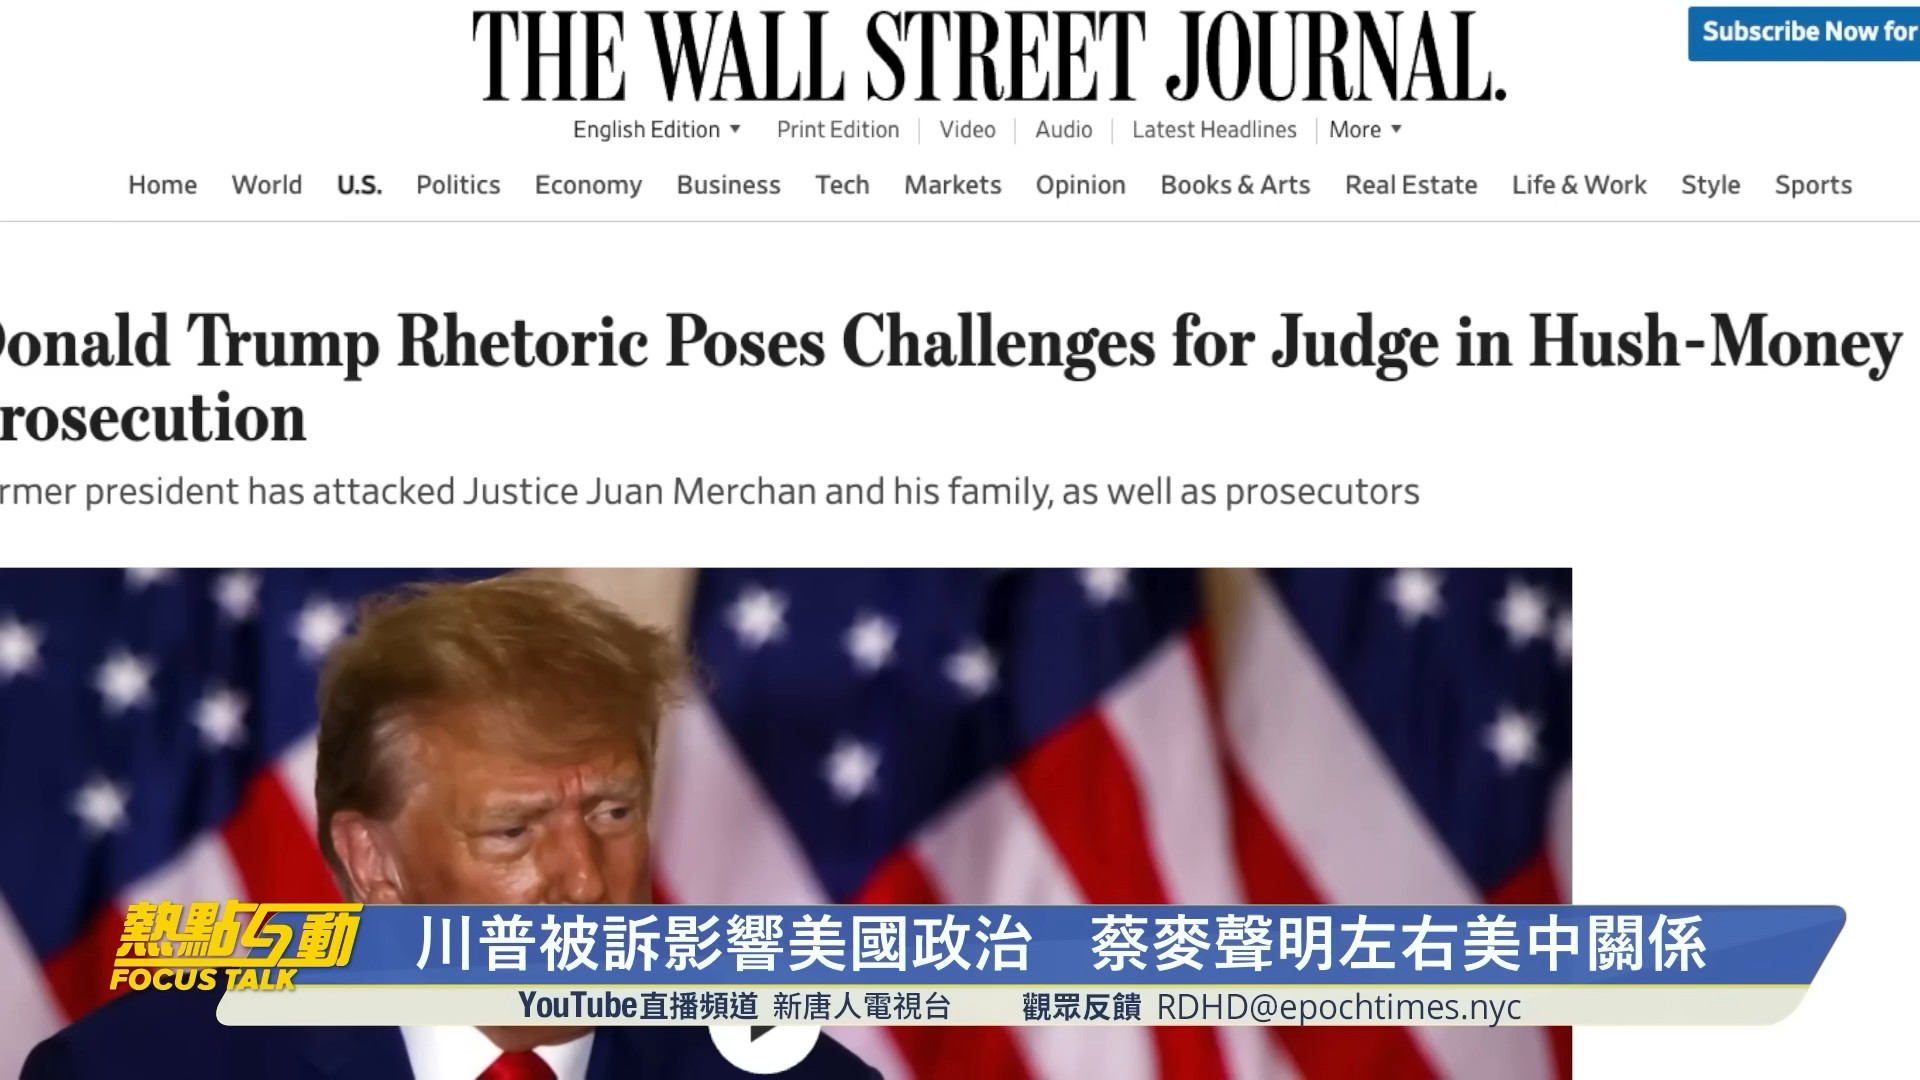 THE WALL STREET JOURNAL.
Subscribe Now for
English Edition Print Edition Video Audio Latest Headlines More
Home World U.S. Politics Economy Business Tech Markets Opinion Books & Arts Real Estate Life & Work Style Sports
Donald Trump Rhetoric Poses Challenges for Judge in Hush-Money
rosecution
rmer president has attacked Justice Juan Merchan and his family, as well as prosecutors
熱點互動
FOCUS TALK
川普被訴影響美國政治 蔡麥聲明左右美中關係
YouTube直播頻道 新唐人電視台 觀眾反饋 RDHD@epochtimes.nyc